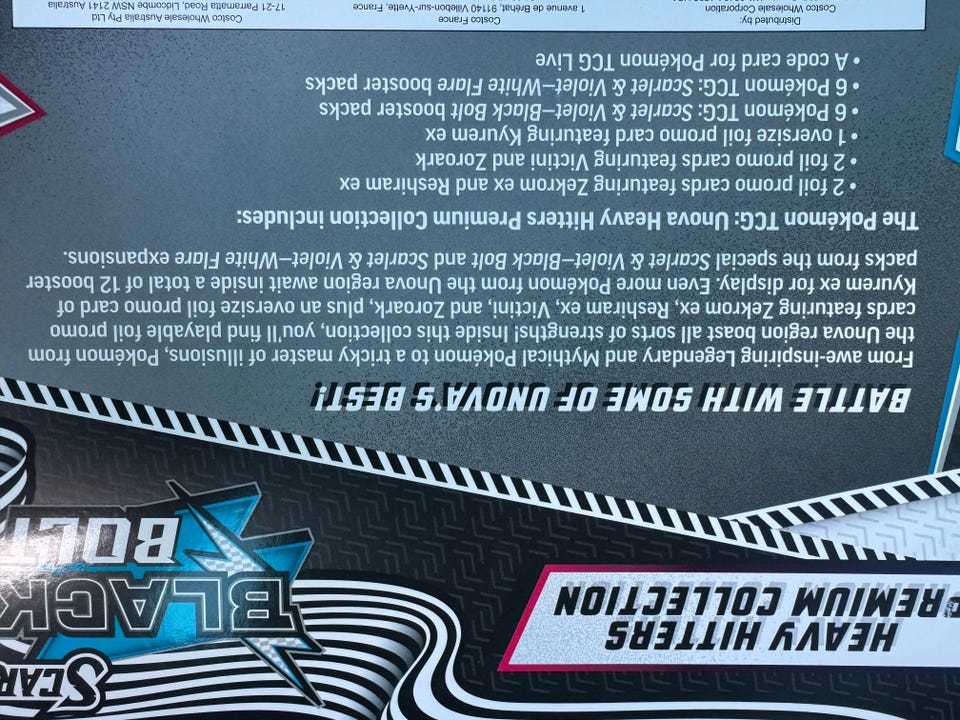 HEAVY HITTERS
PREMIUM COLLECTION
SCAR
BLACK
BOLT
BATTLE WITH SOME OF UNOVA'S BEST!
From awe-inspiring Legendary and Mythical Pokémon to a tricky master of illusions, Pokémon from
the Unova region boast all sorts of strengths! Inside this collection, you'll find playable foil promo
cards featuring Zekrom ex, Reshiram ex, Victini, and Zoroark, plus an oversize foil promo card of
Kyurem ex for display. Even more Pokémon from the Unova region await inside a total of 12 booster
packs from the special Scarlet & Violet—Black Bolt and Scarlet & Violet—White Flare expansions.
The Pokémon TCG: Unova Heavy Hitters Premium Collection includes:
• 2 foil promo cards featuring Zekrom ex and Reshiram ex
• 2 foil promo cards featuring Victini and Zoroark
• 1 oversize foil promo card featuring Kyurem ex
• 6 Pokémon TCG: Scarlet & Violet—Black Bolt booster packs
• 6 Pokémon TCG: Scarlet & Violet—White Flare booster packs
• A code card for Pokémon TCG Live
Distributed by:
Costco Wholesale Corporation
Costco France
1 avenue de Bréhat, 91140 Villebon-sur-Yvette, France
Costco Wholesale Australia Pty Ltd
17-21 Parramatta Road, Lidcombe NSW 2141 Australia